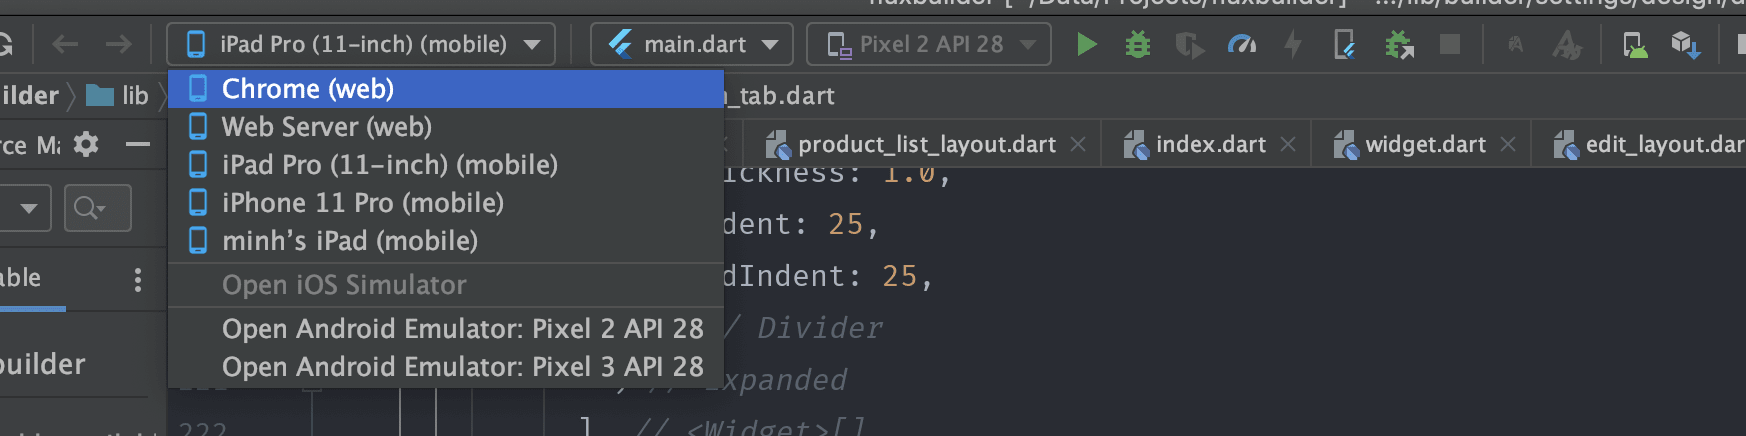 iPad Pro (11-inch) (mobile)
main.dart
Pixel 2 API 28
ilder
lib
Chrome (web)
Web Server (web)
iPad Pro (11-inch) (mobile)
iPhone 11 Pro (mobile)
minh's iPad (mobile)
Open iOS Simulator
Open Android Emulator: Pixel 2 API 28
Open Android Emulator: Pixel 3 API 28
_tab.dart
rce Ma
product_list_layout.dart
index.dart
widget.dart
edit_layout.dar
ickness: 1.0,
dent: 25,
dIndent: 25,
/ Divider
xpanded
222
] // <Widget>[]
able
builder